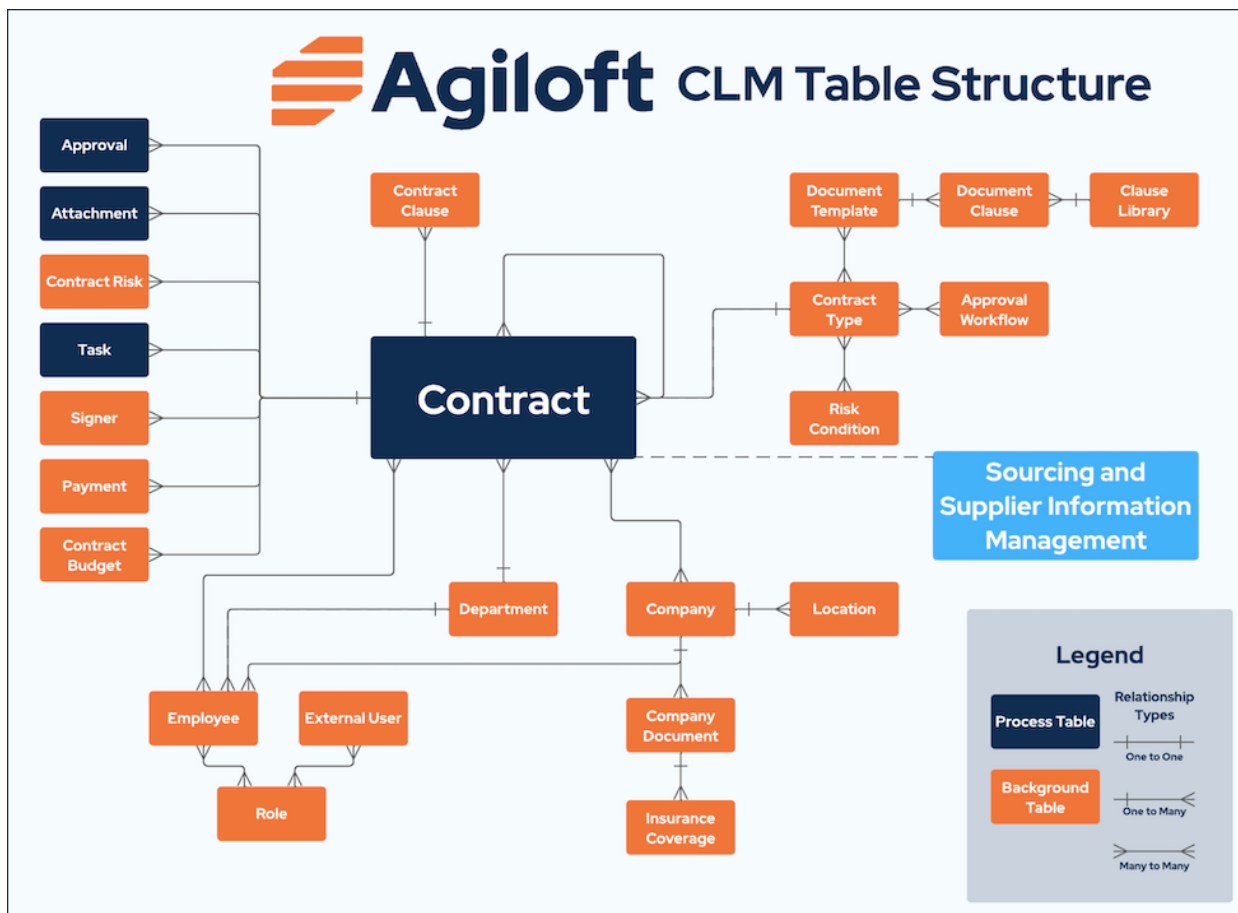 Agiloft CLM Table Structure
Approval
Attachment
Contract Risk
Task
Signer
Payment
Contract
Budget
Contract
Clause
Contract
Document
Template
Document
Clause
Clause
Library
Contract
Type
Approval
Workflow
Risk
Condition
Sourcing and
Supplier Information
Management
Department
Company
Location
Employee
External User
Role
Company
Document
Insurance
Coverage
Legend
Process Table
Background
Table
Relationship
Types
One to One
One to Many
Many to Many